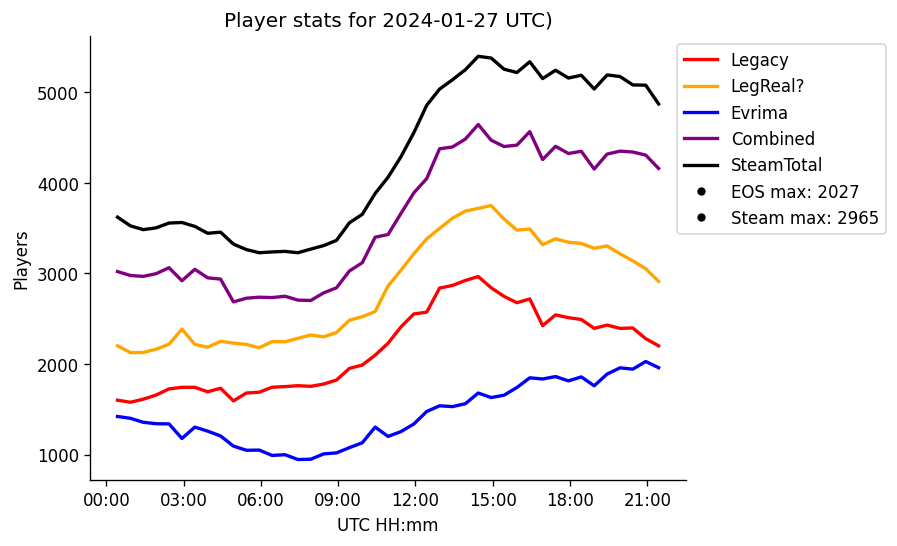 Player stats for 2024-01-27 UTC)
Legacy
LegReal?
Evrima
Combined
SteamTotal
EOS max: 2027
Steam max: 2965
Players
5000
4000
3000
2000
1000
00:00 03:00 06:00 09:00 12:00 15:00 18:00 21:00
UTC HH:mm